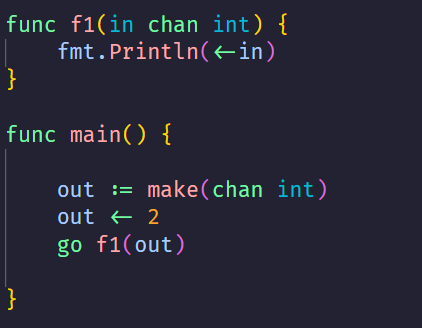 func f1(in chan int) {
    fmt.Println(<-in)
}
func main() {
    out := make(chan int)
    out <- 2
    go f1(out)
}